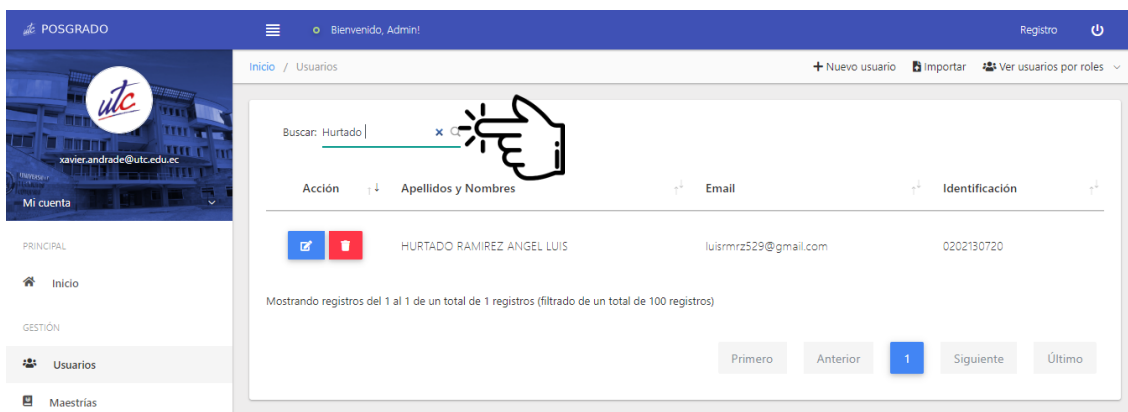 utc POSGRADO
Bienvenido, Admin!
Registro
utc
xavier.andrade@utc.edu.ec
Mi cuenta
Inicio / Usuarios
Nuevo usuario
Importar
Ver usuarios por roles
Buscar: Hurtado
Acción
Apellidos y Nombres
Email
Identificación
HURTADO RAMIREZ ANGEL LUIS
luisrmrz529@gmail.com
0202130720
Mostrando registros del 1 al 1 de un total de 1 registros (filtrado de un total de 100 registros)
Primero
Anterior
1
Siguiente
Último
PRINCIPAL
Inicio
GESTIÓN
Usuarios
Maestrías